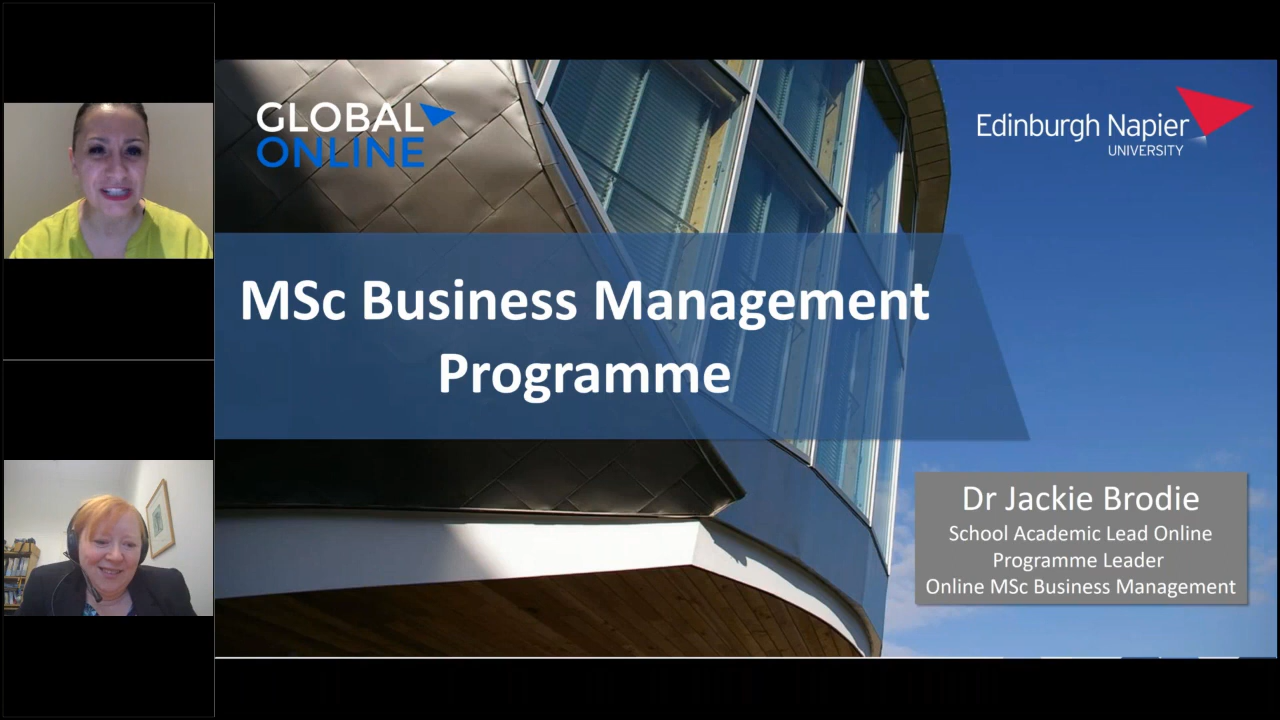 GLOBAL
ONLINE
Edinburgh Napier
UNIVERSITY
MSc Business Management
Programme
Dr Jackie Brodie
School Academic Lead Online
Programme Leader
Online MSc Business Management